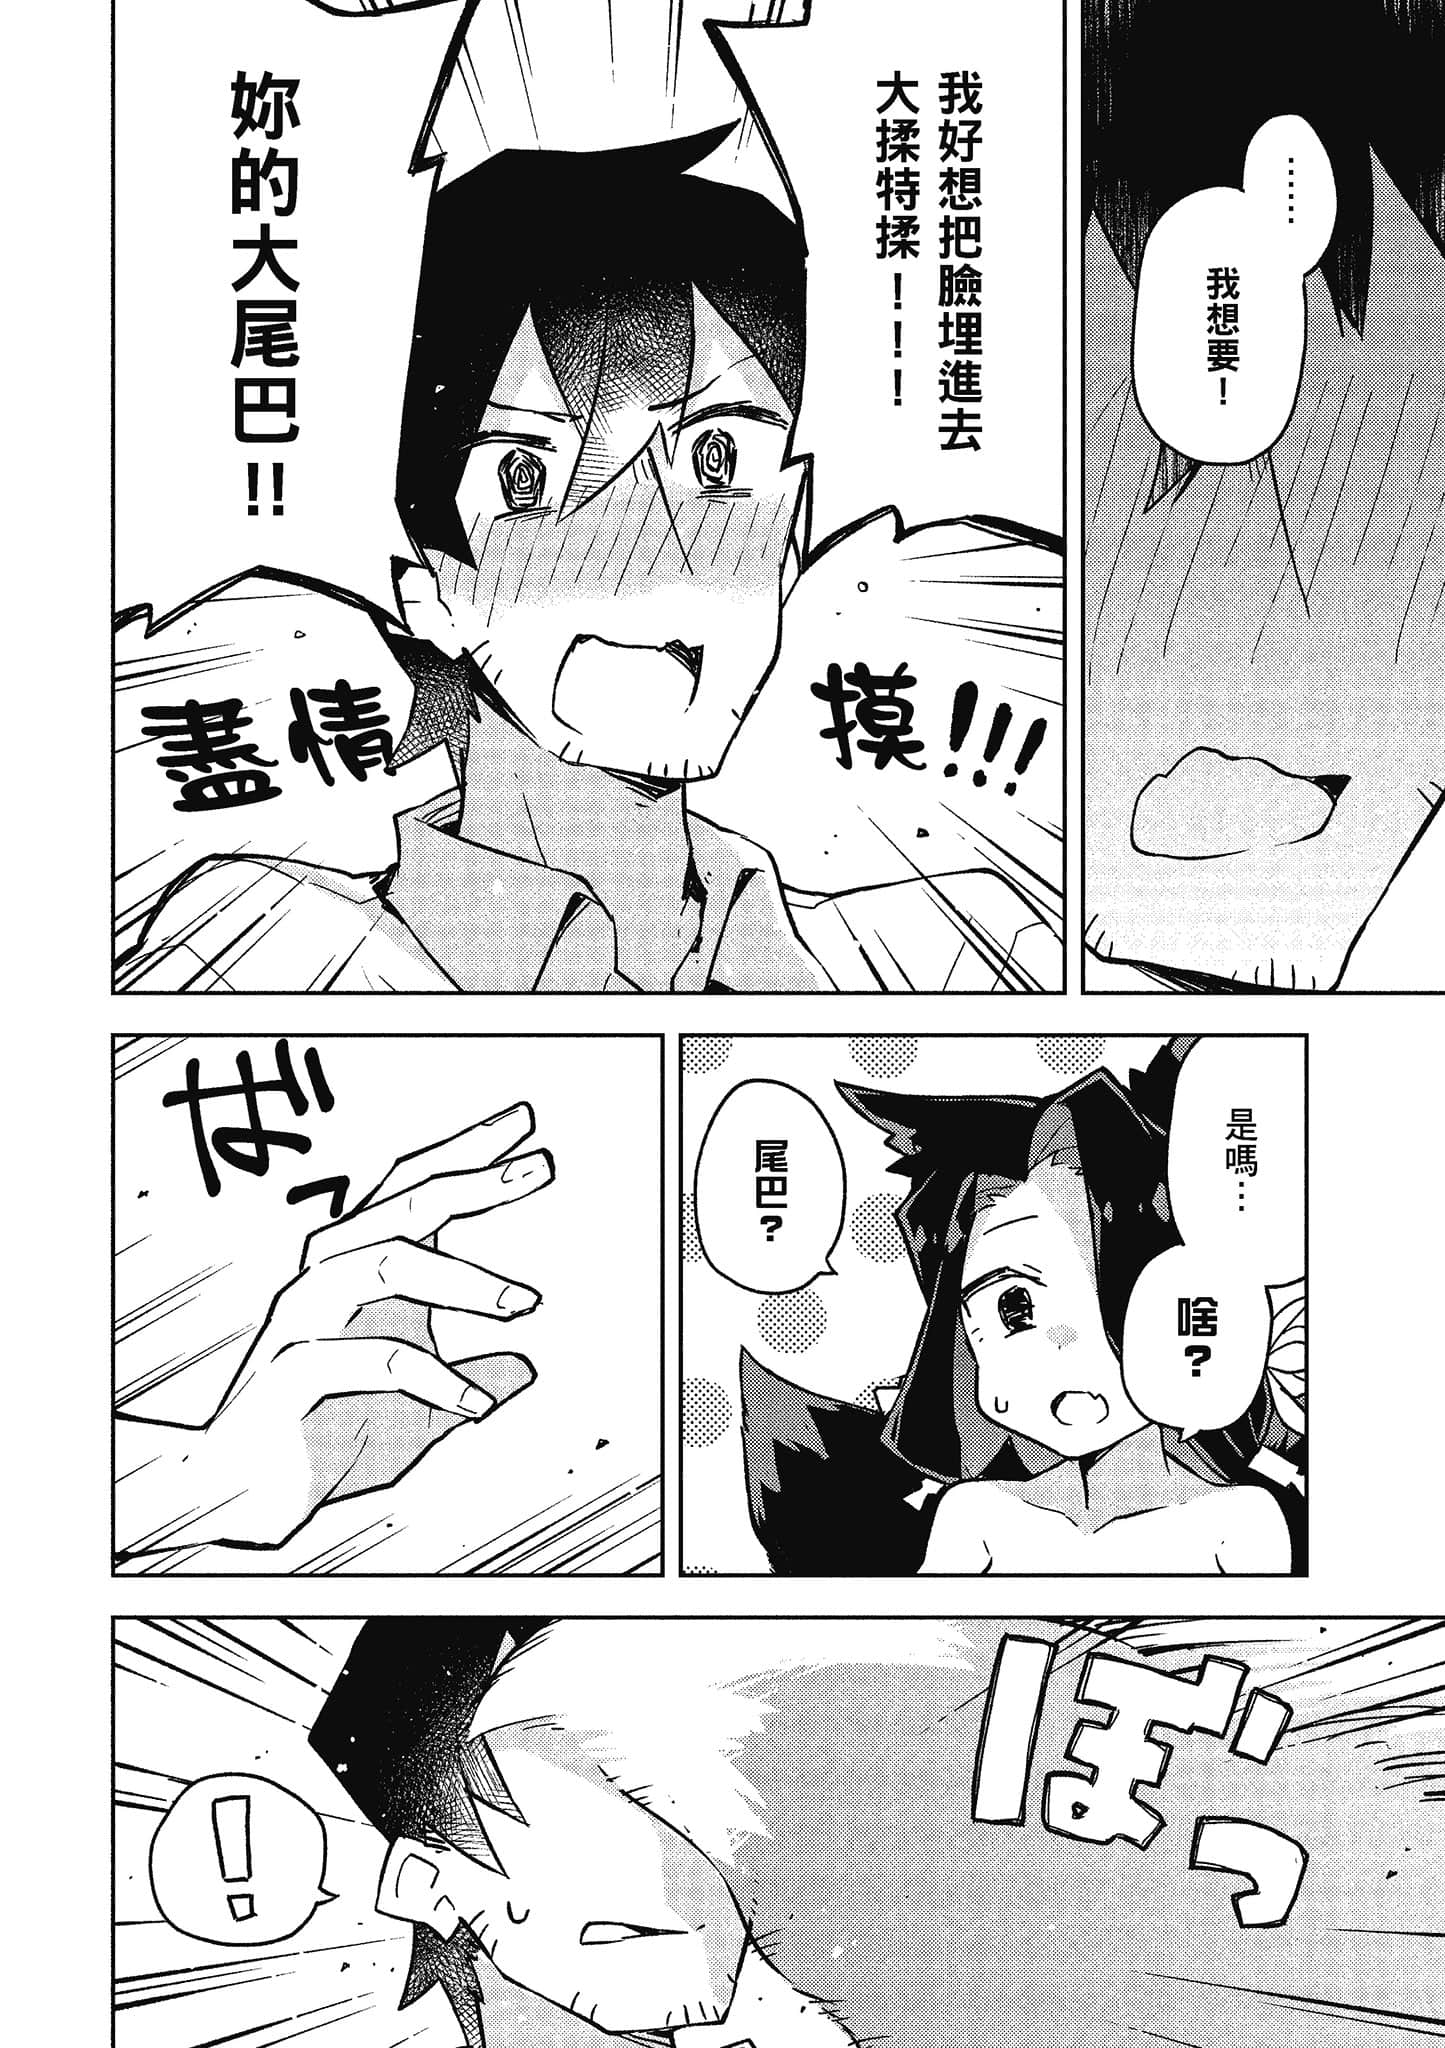 ……
我想要！
我好想把臉埋進去
大揉特揉！！！
妳的大尾巴!!
盡情
摸!!!
是嗎…
啥？
尾巴？
ばっ
ぼっ
！